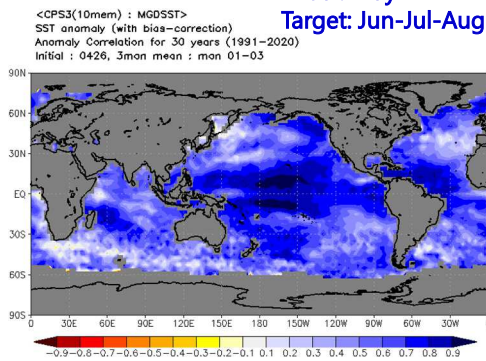 <CPS3(10mem) : MGDSST>
SST anomaly (with bias-correction)
Target: Jun-Jul-Aug
Anomaly Correlation for 30 years (1991-2020)
Initial : 0426, 3mon mean : mon 01-03
90N
60N
30N
EQ
30S
60S
90S
0 30E 60E 90E 120E 150E 180 150W 120W 90W 60W 30W
-0.9-0.8-0.7-0.6-0.5-0.4-0.3-0.2-0.1 0.1 0.2 0.3 0.4 0.5 0.6 0.7 0.8 0.9